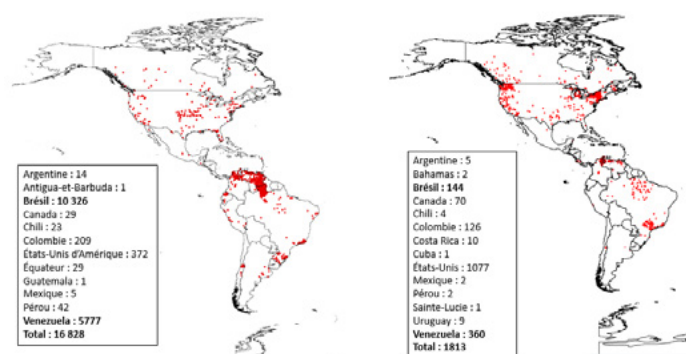 Argentine : 14
Antigua-et-Barbuda : 1
Brésil : 10 326
Canada : 29
Chili : 23
Colombie : 209
États-Unis d'Amérique : 372
Équateur : 29
Guatemala : 1
Mexique : 5
Pérou : 42
Venezuela : 5777
Total : 16 828
Argentine : 5
Bahamas : 2
Brésil : 144
Canada : 70
Chili : 4
Colombie : 126
Costa Rica : 10
Cuba : 1
États-Unis : 1077
Mexique : 2
Pérou : 2
Sainte-Lucie : 1
Uruguay : 9
Venezuela : 360
Total : 1813